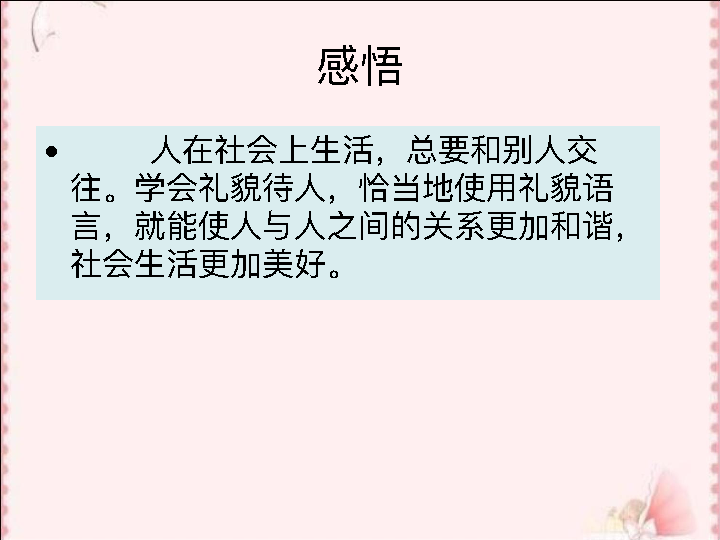 感悟
• 人在社会上生活，总要和别人交
往。学会礼貌待人，恰当地使用礼貌语
言，就能使人与人之间的关系更加和谐，
社会生活更加美好。